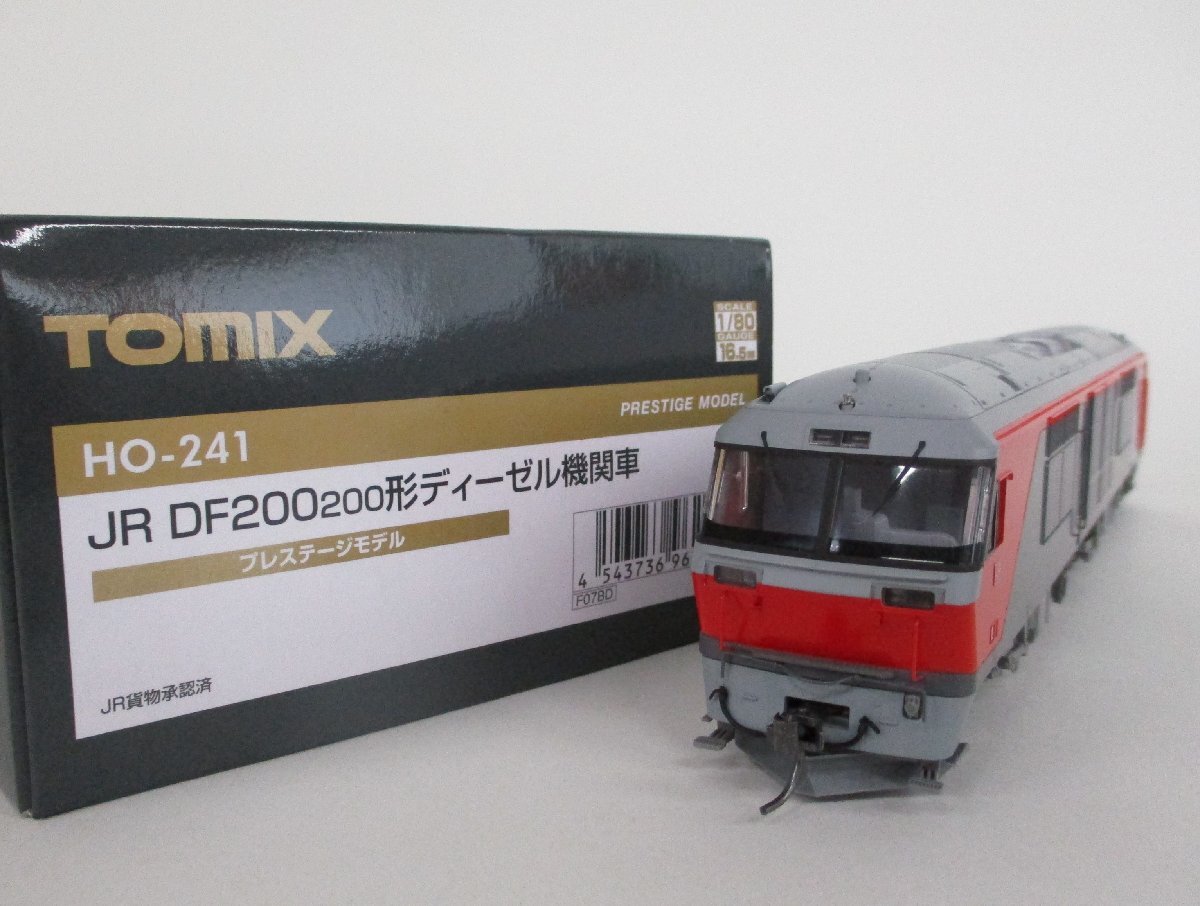 TOMIX
SCALE
1/80
GAUGE
16.5mm
PRESTIGE MODEL
HO-241
JR DF200 200形ディーゼル機関車
プレステージモデル
4 543736 96
F07BD
JR貨物承認済